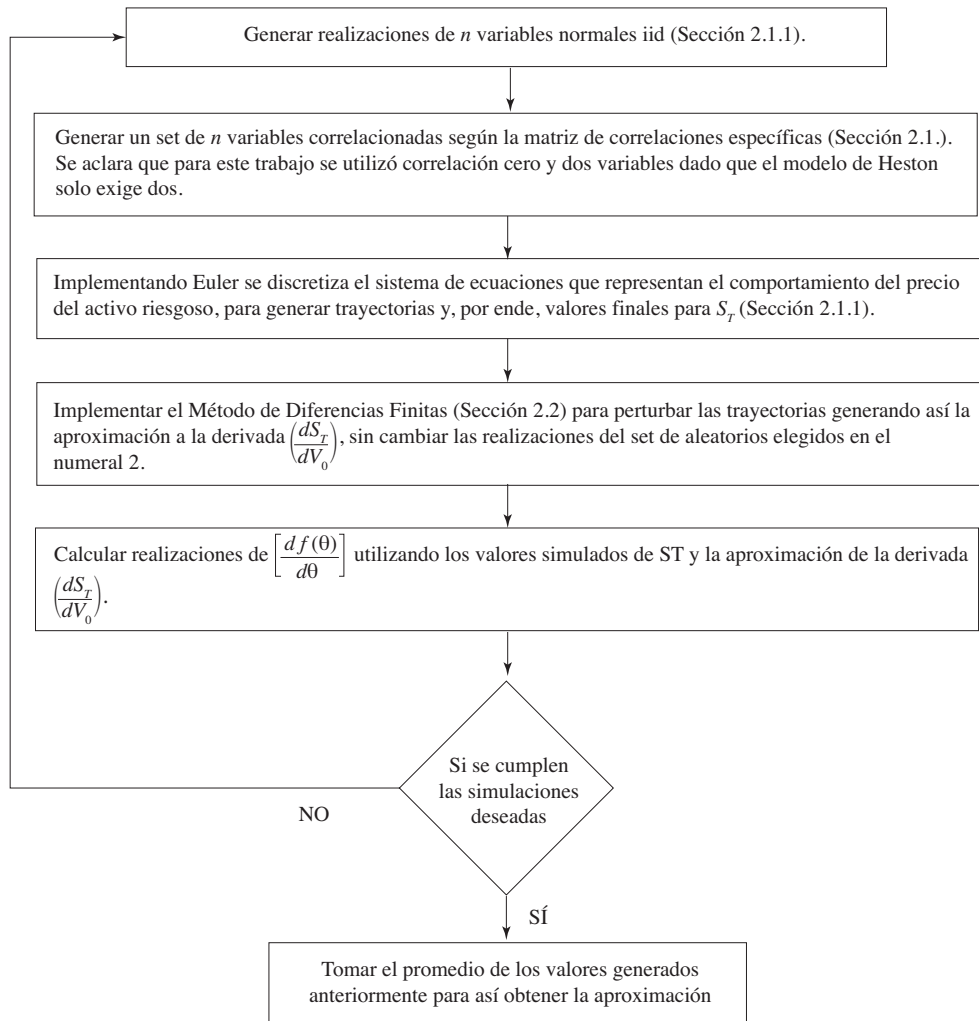 Generar realizaciones de n variables normales iid (Sección 2.1.1).
Generar un set de n variables correlacionadas según la matriz de correlaciones específicas (Sección 2.1.).
Se aclara que para este trabajo se utilizó correlación cero y dos variables dado que el modelo de Heston
solo exige dos.
Implementando Euler se discretiza el sistema de ecuaciones que representan el comportamiento del precio
del activo riesgoso, para generar trayectorias y, por ende, valores finales para S_T (Sección 2.1.1).
Implementar el Método de Diferencias Finitas (Sección 2.2) para perturbar las trayectorias generando así la
aproximación a la derivada (dS_T/dV_0), sin cambiar las realizaciones del set de aleatorios elegidos en el
numeral 2.
Calcular realizaciones de [d f(θ)/dθ] utilizando los valores simulados de ST y la aproximación de la derivada
(dS_T/dV_0).
Si se cumplen
las simulaciones
deseadas
NO
SÍ
Tomar el promedio de los valores generados
anteriormente para así obtener la aproximación